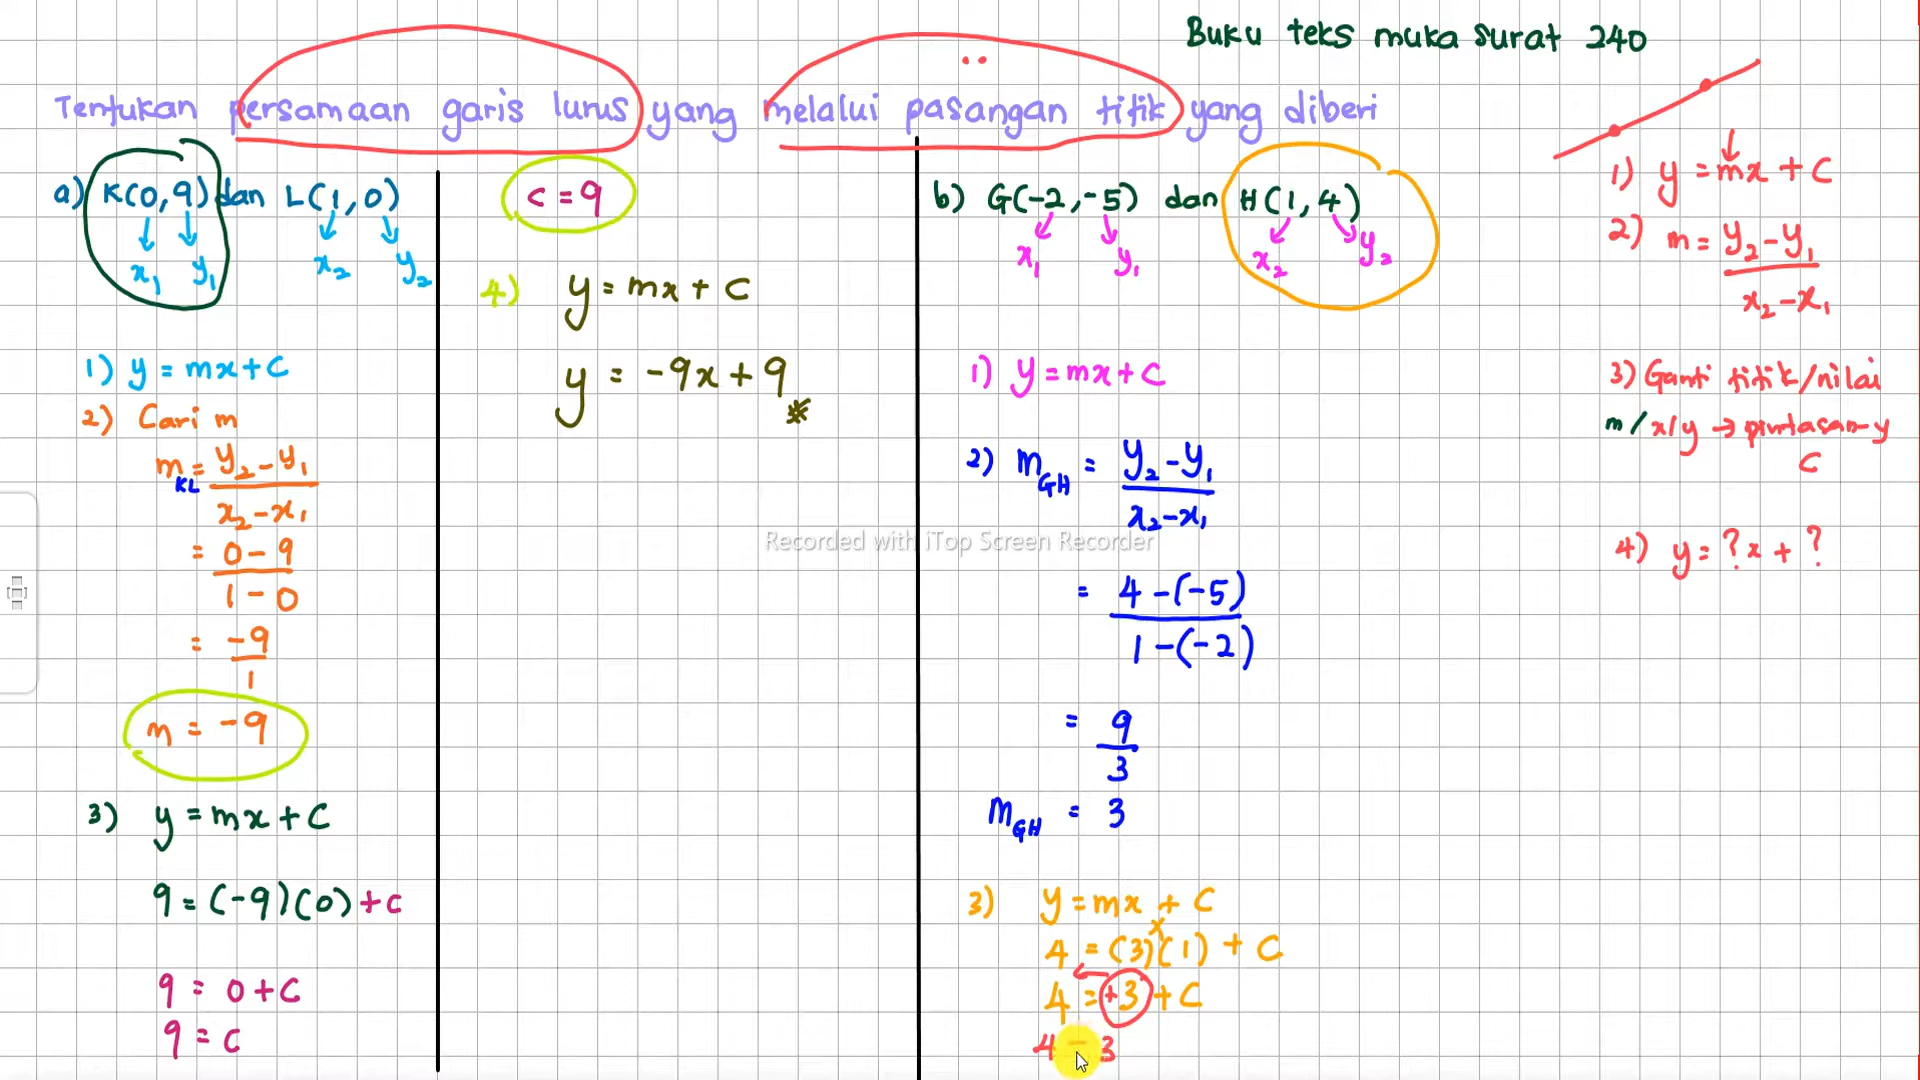 Buku teks muka surat 240
Tentukan persamaan garis lurus yang melalui pasangan titik yang diberi
a) K(0,9) dan L(1,0)
x₁ y₁ x₂ y₂
1) y = mx+c
2) Cari m
m_KL = (y₂-y₁)/(x₂-x₁)
= (0-9)/(1-0)
= -9/1
m = -9
3) y = mx + c
9 = (-9)(0) + c
9 = 0+c
9 = c
c = 9
4) y = mx + c
y = -9x + 9
b) G(-2,-5) dan H(1,4)
x₁ y₁ x₂ y₂
1) y = mx + c
2) m_GH = (y₂-y₁)/(x₂-x₁)
= (4-(-5))/(1-(-2))
= 9/3
m_GH = 3
3) y = mx + c
4 = (3)x(1) + c
4 = +3 + c
4 - 3
1) y = mx + c
2) m = (y₂-y₁)/(x₂-x₁)
3) Ganti titik/nilai
m/x/y → pintasan-y
c
4) y = ?x + ?
Recorded with iTop Screen Recorder